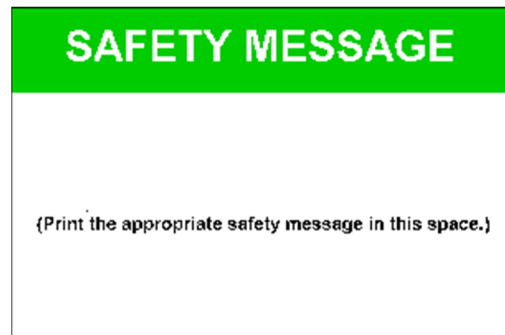 SAFETY MESSAGE
(Print the appropriate safety message in this space.)